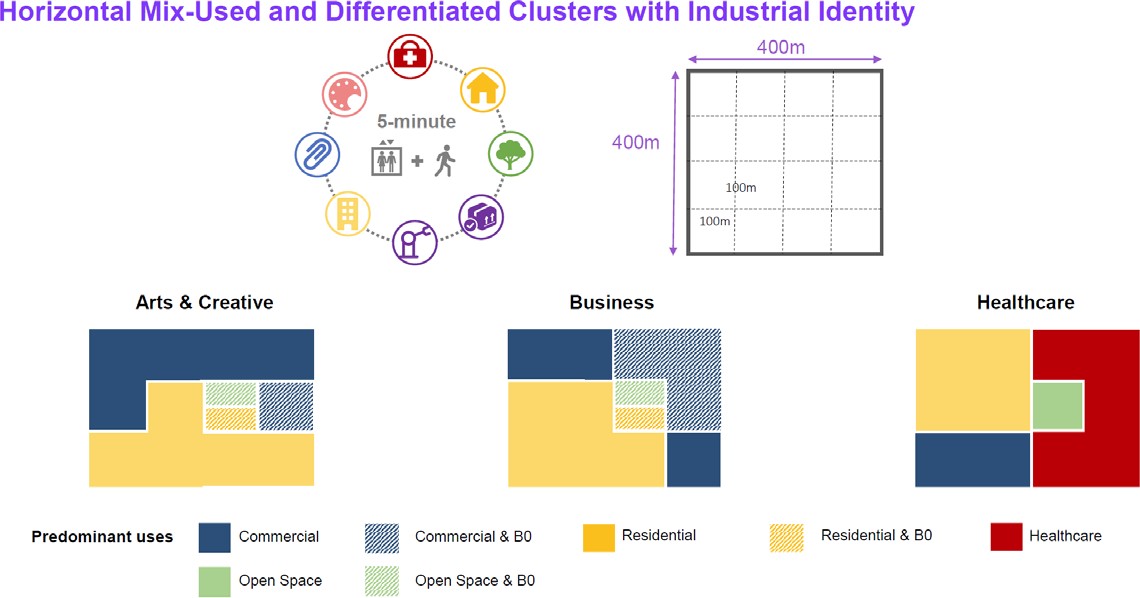 Horizontal Mix-Used and Differentiated Clusters with Industrial Identity
5-minute
+
400m
400m
100m
100m
Arts & Creative
Business
Healthcare
Predominant uses
Commercial
Commercial & B0
Residential
Residential & B0
Healthcare
Open Space
Open Space & B0